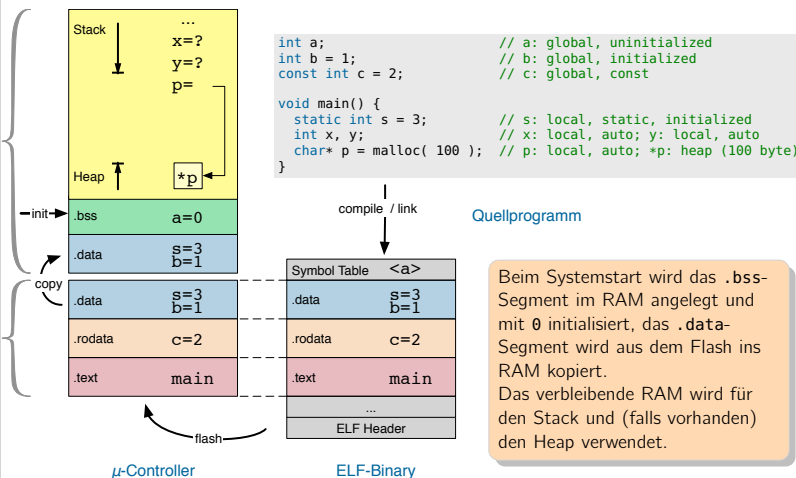 Stack
...
x=?
y=?
p=
Heap
*p
init
.bss
a=0
.data
s=3
b=1
copy
.data
s=3
b=1
.rodata
c=2
.text
main
flash
µ-Controller
int a; // a: global, uninitialized
int b = 1; // b: global, initialized
const int c = 2; // c: global, const
void main() {
static int s = 3; // s: local, static, initialized
int x, y; // x: local, auto; y: local, auto
char* p = malloc( 100 ); // p: local, auto; *p: heap (100 byte)
}
compile / link
Quellprogramm
Symbol Table <a>
.data
s=3
b=1
.rodata
c=2
.text
main
...
ELF Header
ELF-Binary
Beim Systemstart wird das .bss-
Segment im RAM angelegt und
mit 0 initialisiert, das .data-
Segment wird aus dem Flash ins
RAM kopiert.
Das verbleibende RAM wird für
den Stack und (falls vorhanden)
den Heap verwendet.